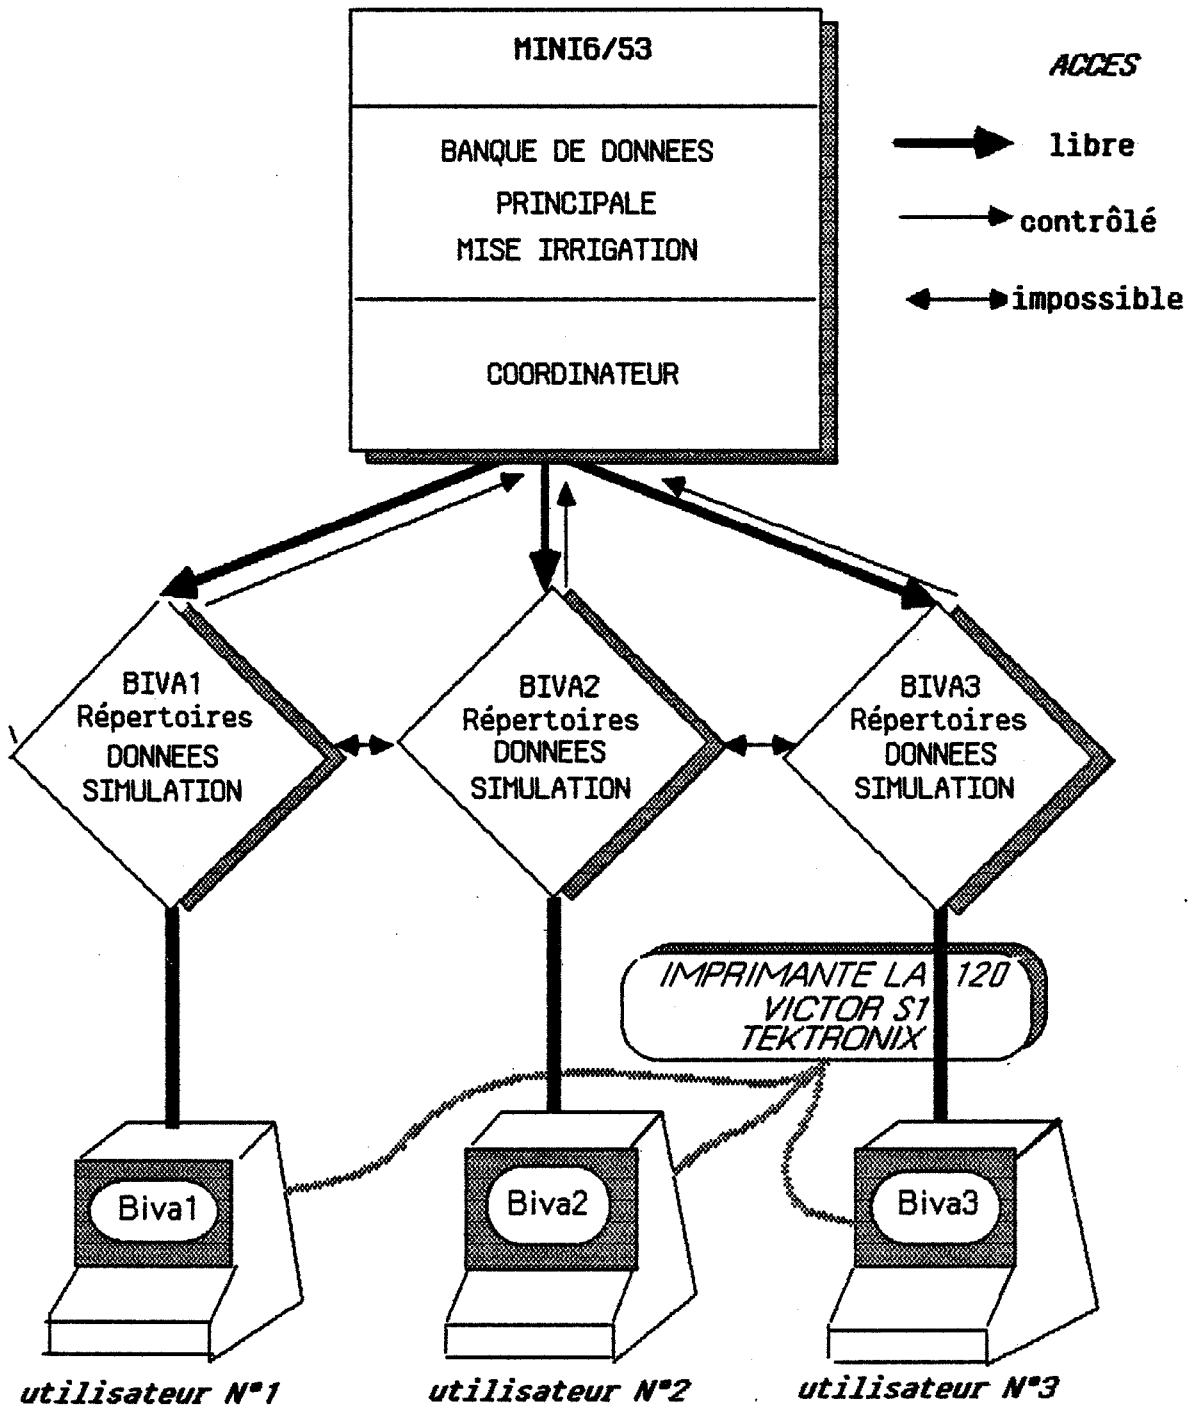 MINI6/53
BANQUE DE DONNEES
PRINCIPALE
MISE IRRIGATION
COORDINATEUR
ACCES
libre
contrôlé
impossible
BIVA1
Répertoires
DONNEES
SIMULATION
BIVA2
Répertoires
DONNEES
SIMULATION
BIVA3
Répertoires
DONNEES
SIMULATION
IMPRIMANTE LA 120
VICTOR S1
TEKTRONIX
Biva1
Biva2
Biva3
utilisateur N°1
utilisateur N°2
utilisateur N°3